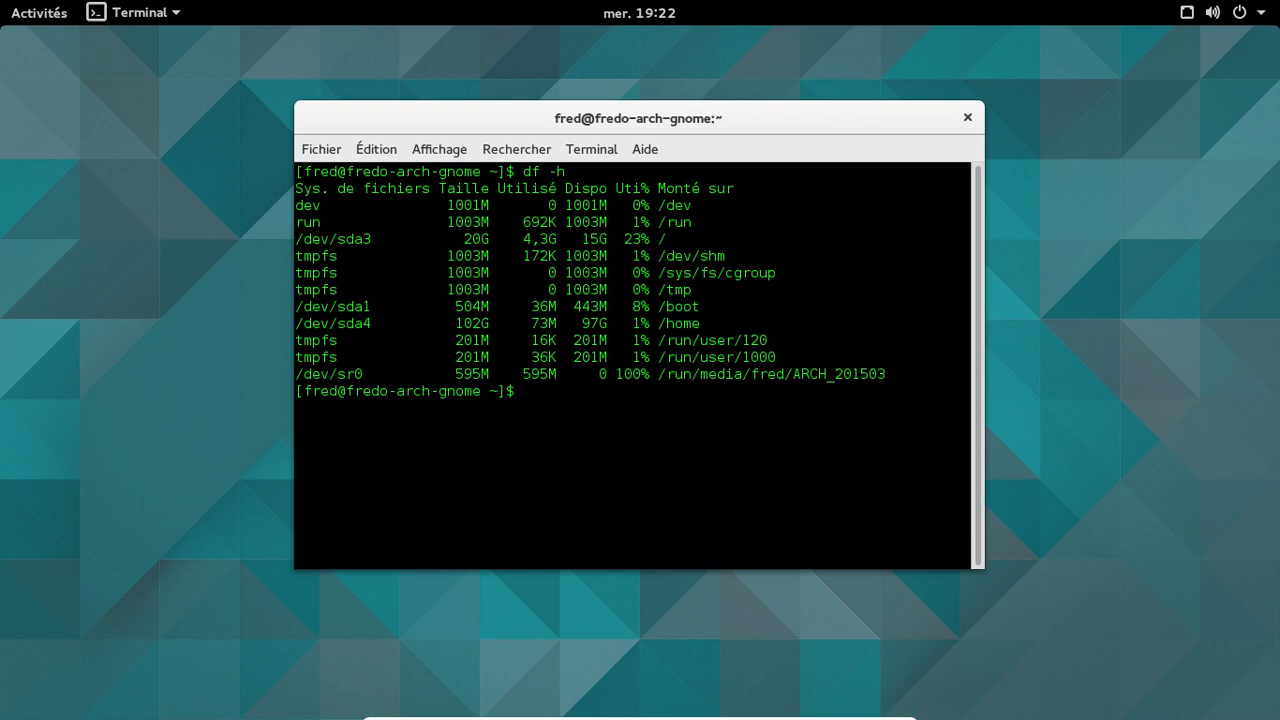 Activités Terminal mer. 19:22
fred@fredo-arch-gnome:~
Fichier Édition Affichage Rechercher Terminal Aide
[fred@fredo-arch-gnome ~]$ df -h
Sys. de fichiers Taille Utilisé Dispo Uti% Monté sur
dev 1001M 0 1001M 0% /dev
run 1003M 692K 1003M 1% /run
/dev/sda3 20G 4,3G 15G 23% /
tmpfs 1003M 172K 1003M 1% /dev/shm
tmpfs 1003M 0 1003M 0% /sys/fs/cgroup
tmpfs 1003M 0 1003M 0% /tmp
/dev/sda1 504M 36M 443M 8% /boot
/dev/sda4 102G 73M 97G 1% /home
tmpfs 201M 16K 201M 1% /run/user/120
tmpfs 201M 36K 201M 1% /run/user/1000
/dev/sr0 595M 595M 0 100% /run/media/fred/ARCH_201503
[fred@fredo-arch-gnome ~]$